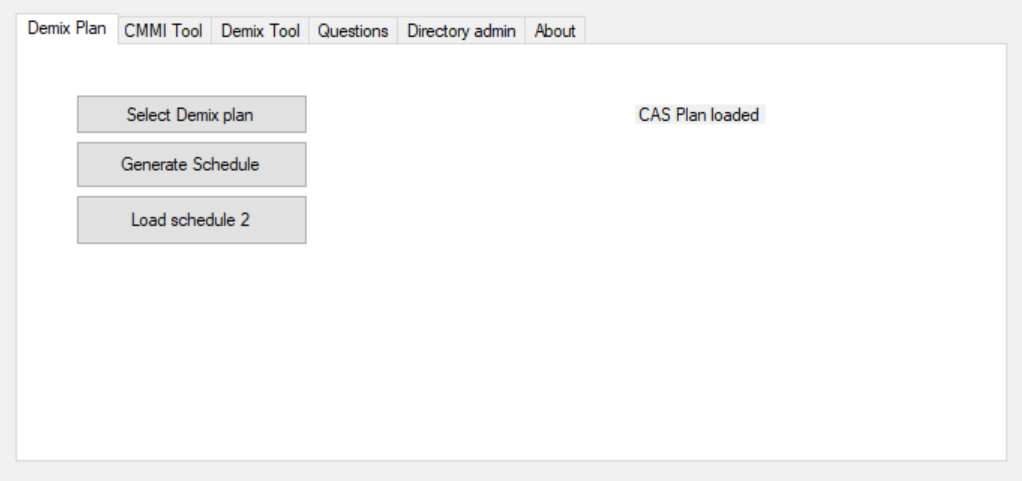 Demix Plan CMMI Tool Demix Tool Questions Directory admin About
Select Demix plan CAS Plan loaded
Generate Schedule
Load schedule 2